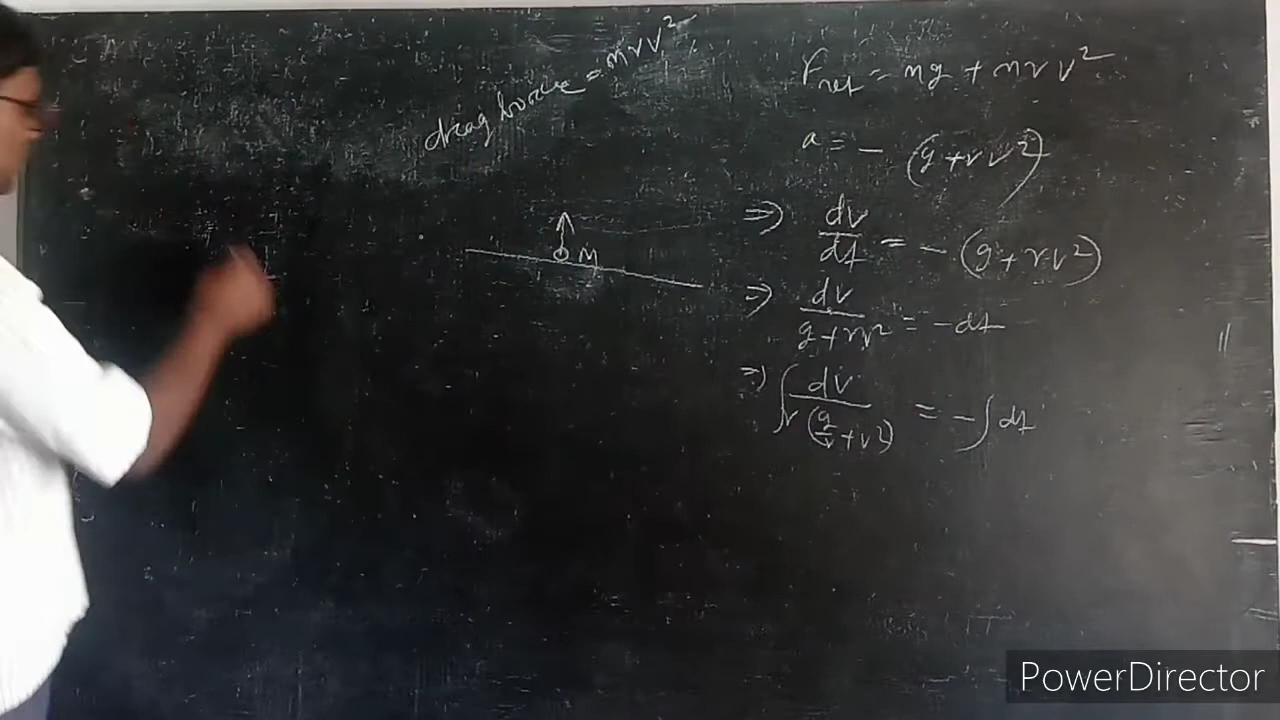 drag force = mrv²
Fnet = mg + mrv²
a = - (g + rv²)
⇒) dv/dt = - (g + rv²)
M
⇒) dv/(g + rv²) = - dt
⇒) ∫ dv/(r(g/r + v²)) = - ∫ dt
PowerDirector